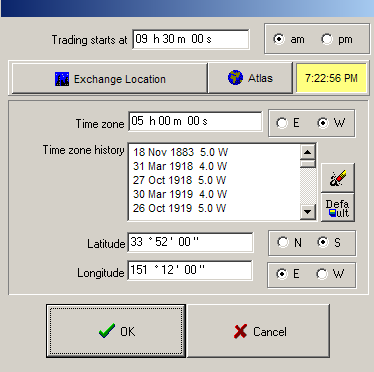 Trading starts at 09 h 30 m 00 s am pm
Exchange Location Atlas 7:22:56 PM
Time zone 05 h 00 m 00 s E W
Time zone history 18 Nov 1883 5.0 W
31 Mar 1918 4.0 W
27 Oct 1918 5.0 W
30 Mar 1919 4.0 W
26 Oct 1919 5.0 W
Defa
ult
Latitude 33 ° 52 ' 00 " N S
Longitude 151 ° 12 ' 00 " E W
OK Cancel